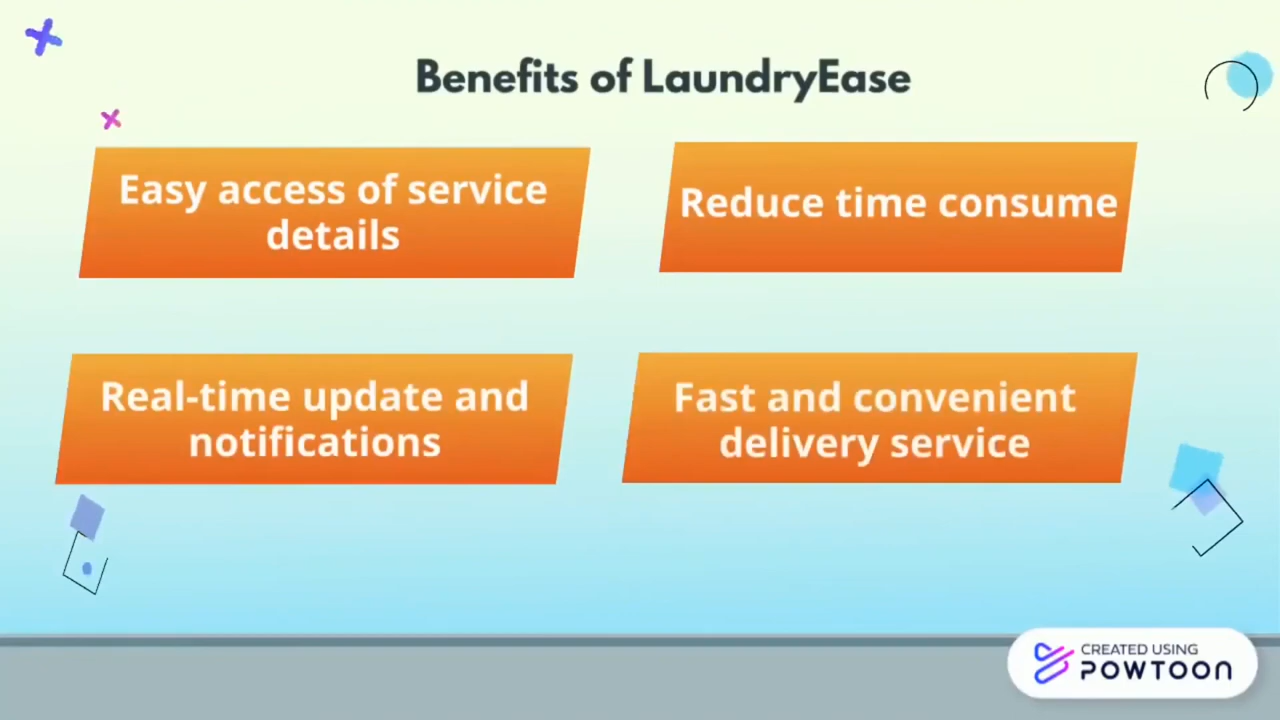 Benefits of LaundryEase
Easy access of service
details
Reduce time consume
Real-time update and
notifications
Fast and convenient
delivery service
CREATED USING
POWTOON